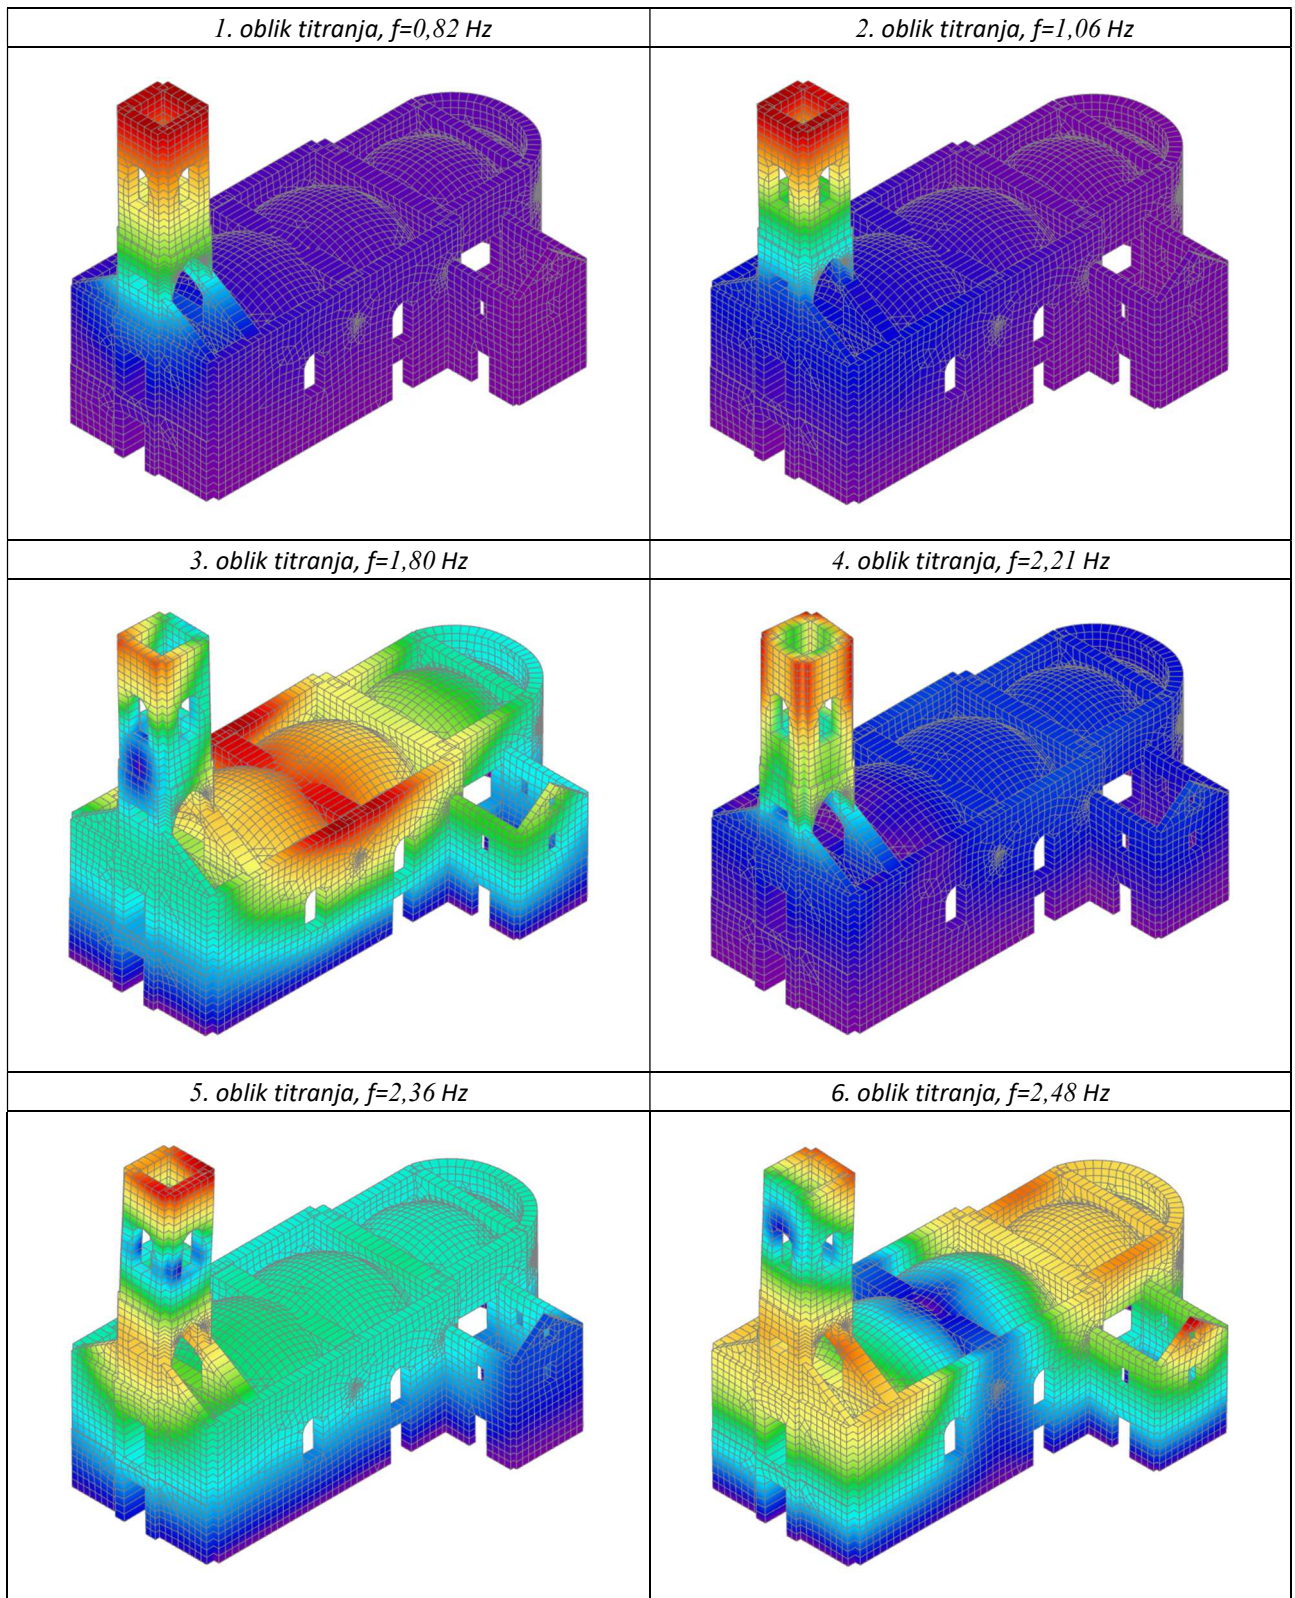 1. oblik titranja, f=0,82 Hz
2. oblik titranja, f=1,06 Hz
3. oblik titranja, f=1,80 Hz
4. oblik titranja, f=2,21 Hz
5. oblik titranja, f=2,36 Hz
6. oblik titranja, f=2,48 Hz